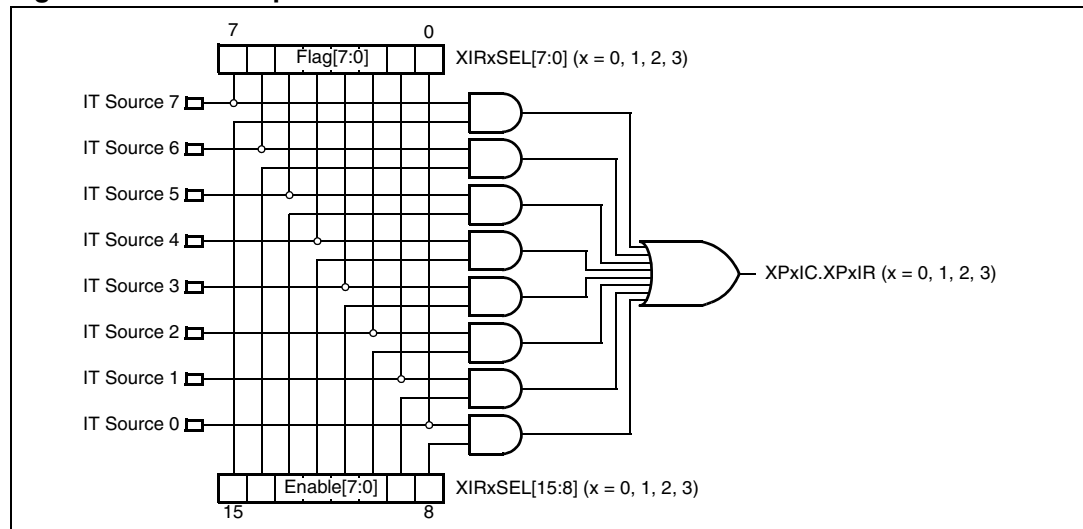 7
0
Flag[7:0]
XIRxSEL[7:0] (x = 0, 1, 2, 3)
IT Source 7
IT Source 6
IT Source 5
IT Source 4
IT Source 3
IT Source 2
IT Source 1
IT Source 0
XPxIC.XPxIR (x = 0, 1, 2, 3)
Enable[7:0]
XIRxSEL[15:8] (x = 0, 1, 2, 3)
15
8